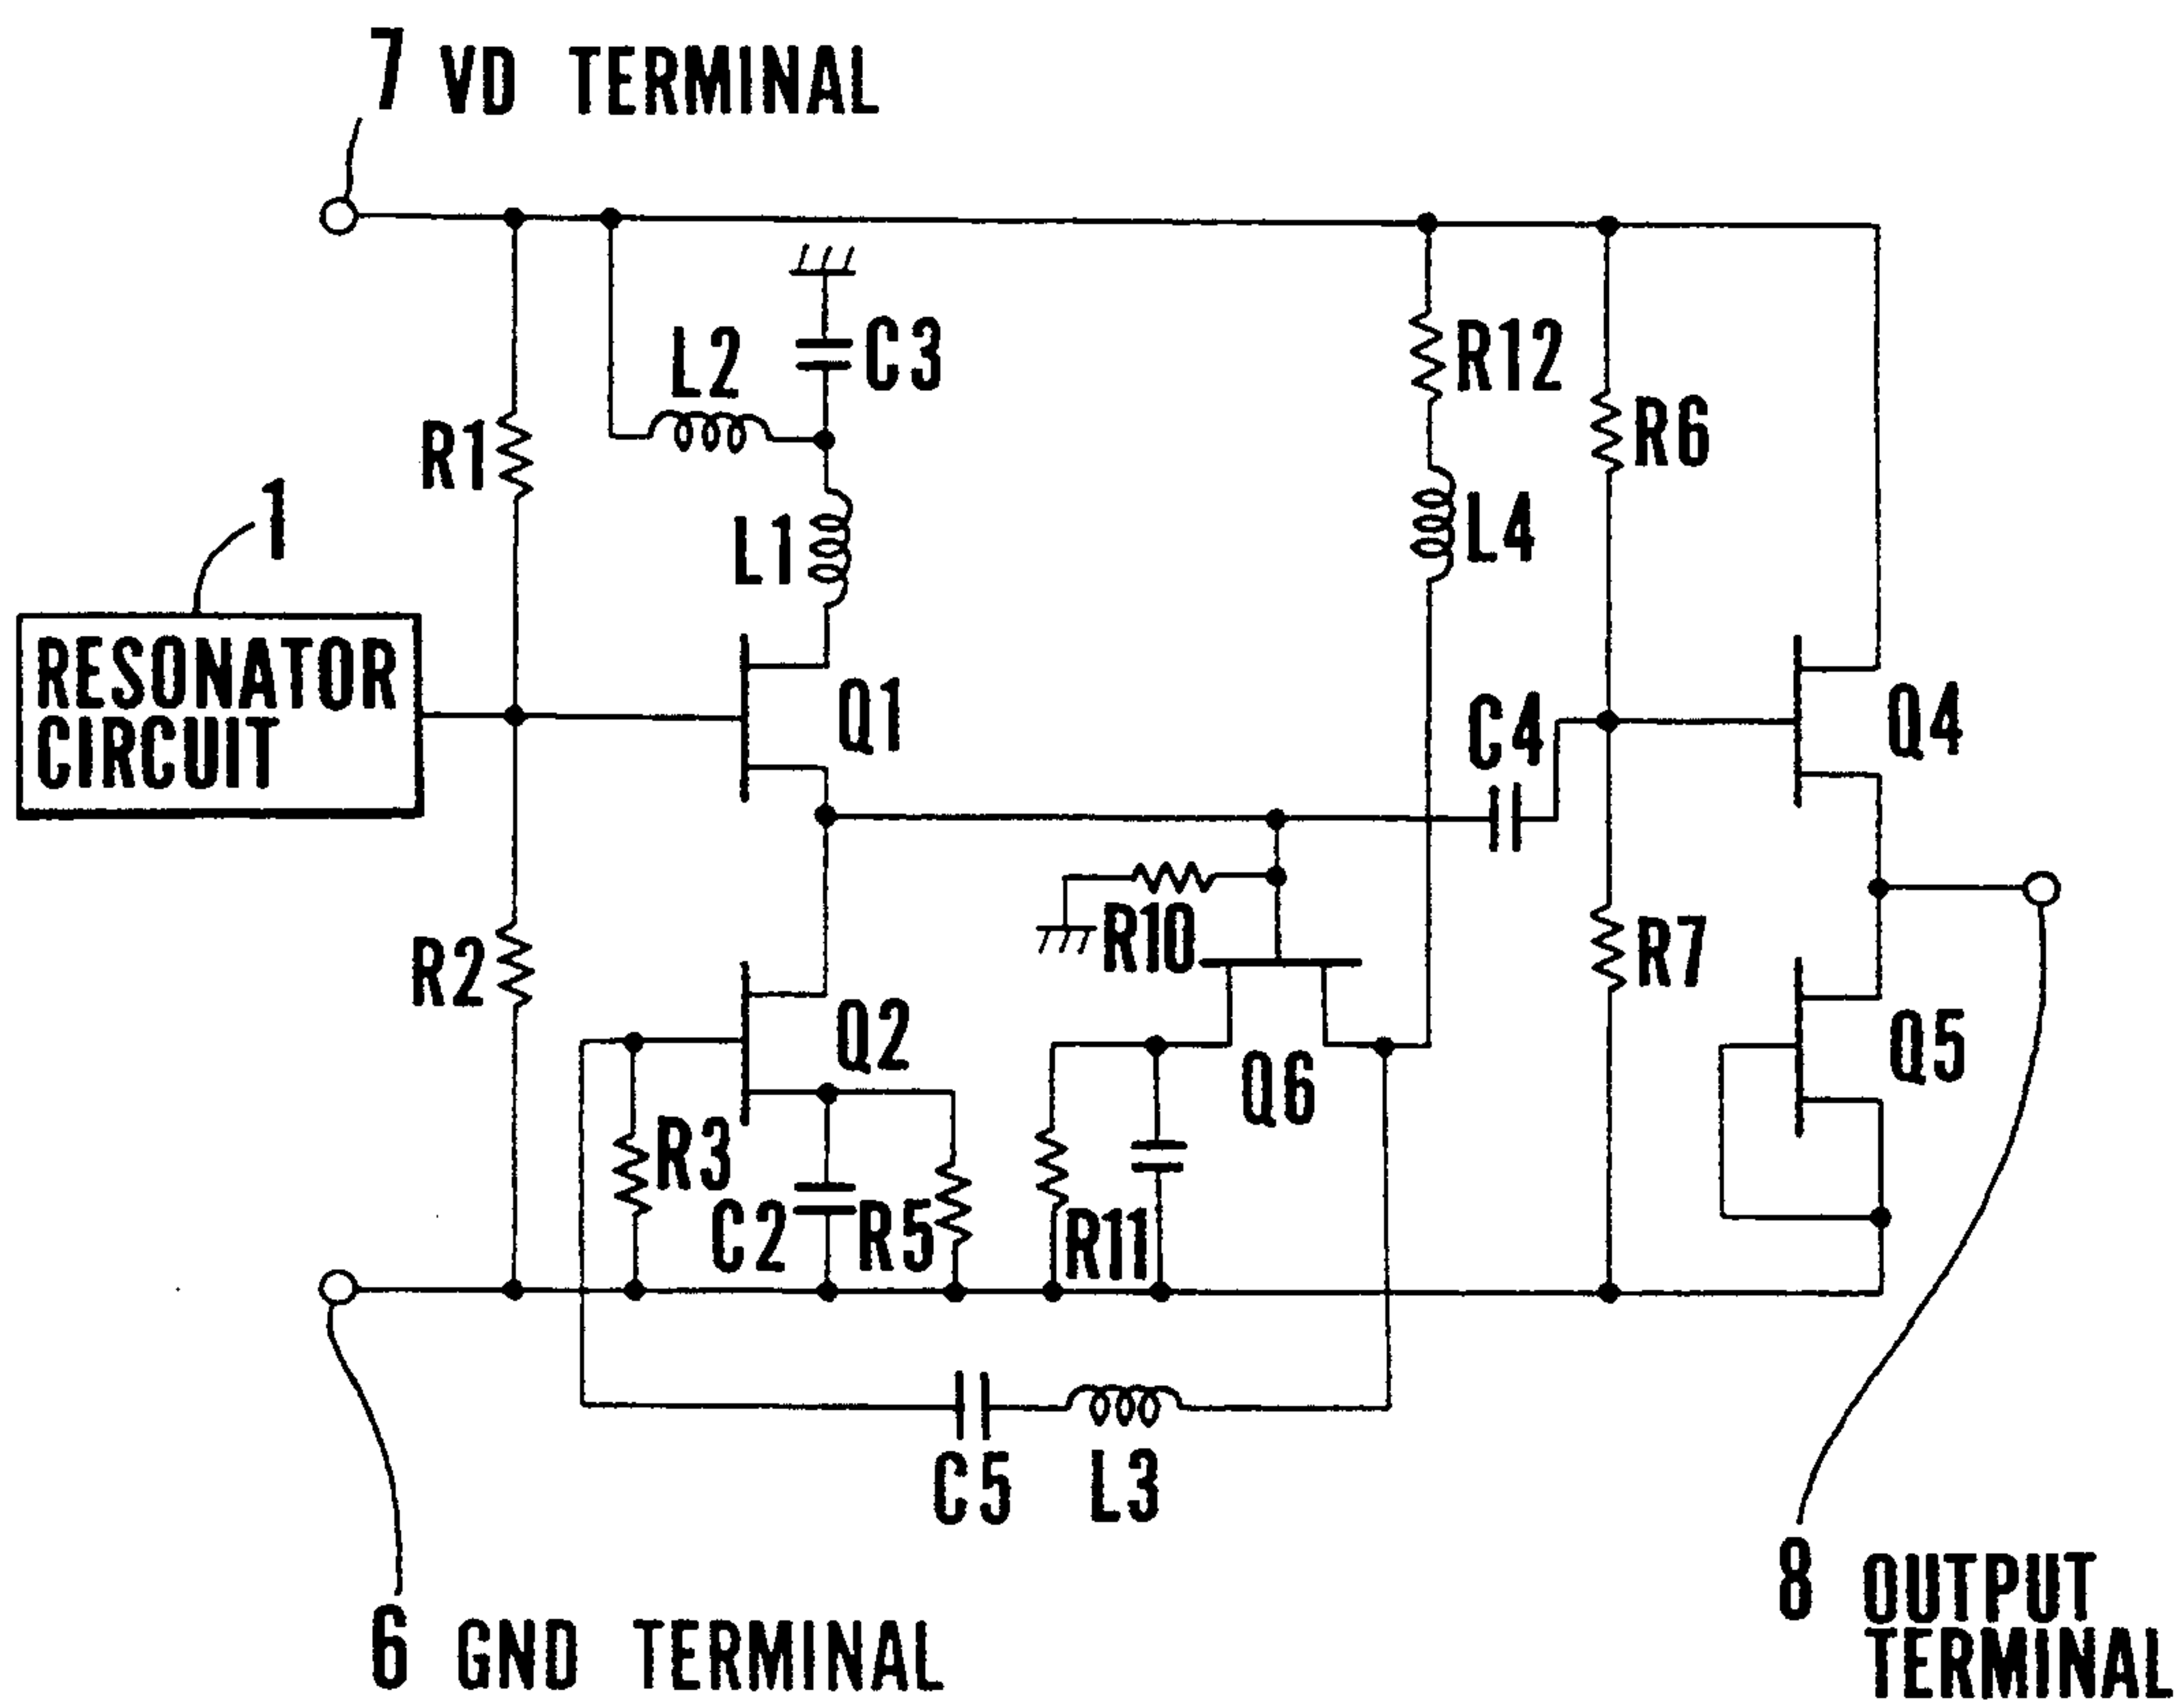 7 VD TERMINAL
C3
L2
R12
R6
R1
1
L4
L1
RESONATOR
CIRCUIT
Q1
C4
Q4
R10
R2
R7
Q2
Q5
Q6
R3
C2
R5
R11
C5
L3
8 OUTPUT
TERMINAL
6 GND TERMINAL